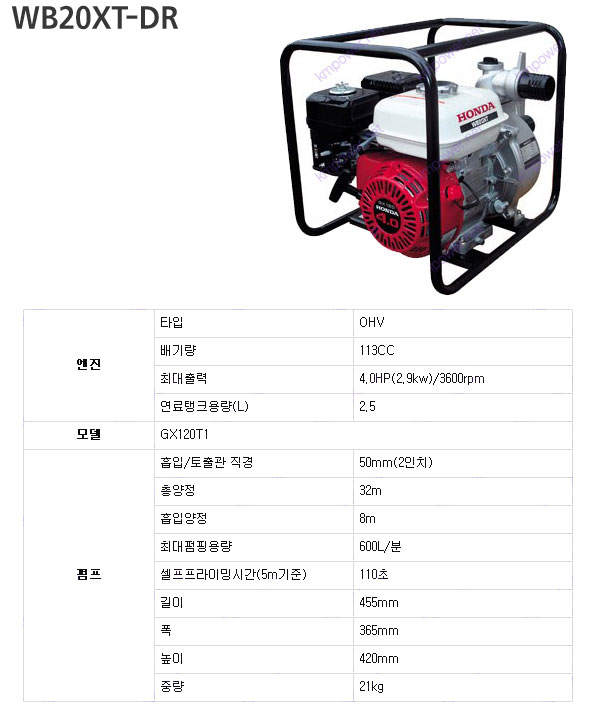 WB20XT-DR
kmpower
HONDA
WB20XT
GX 120
HONDA
4.0
엔진
타입 OHV
배기량 113CC
최대출력 4.0HP(2.9kw)/3600rpm
연료탱크용량(L) 2.5
모델 GX120T1
펌프
흡입/토출관 직경 50mm(2인치)
총양정 32m
흡입양정 8m
최대펌핑용량 600L/분
셀프프라이밍시간(5m기준) 110초
길이 455mm
폭 365mm
높이 420mm
중량 21kg